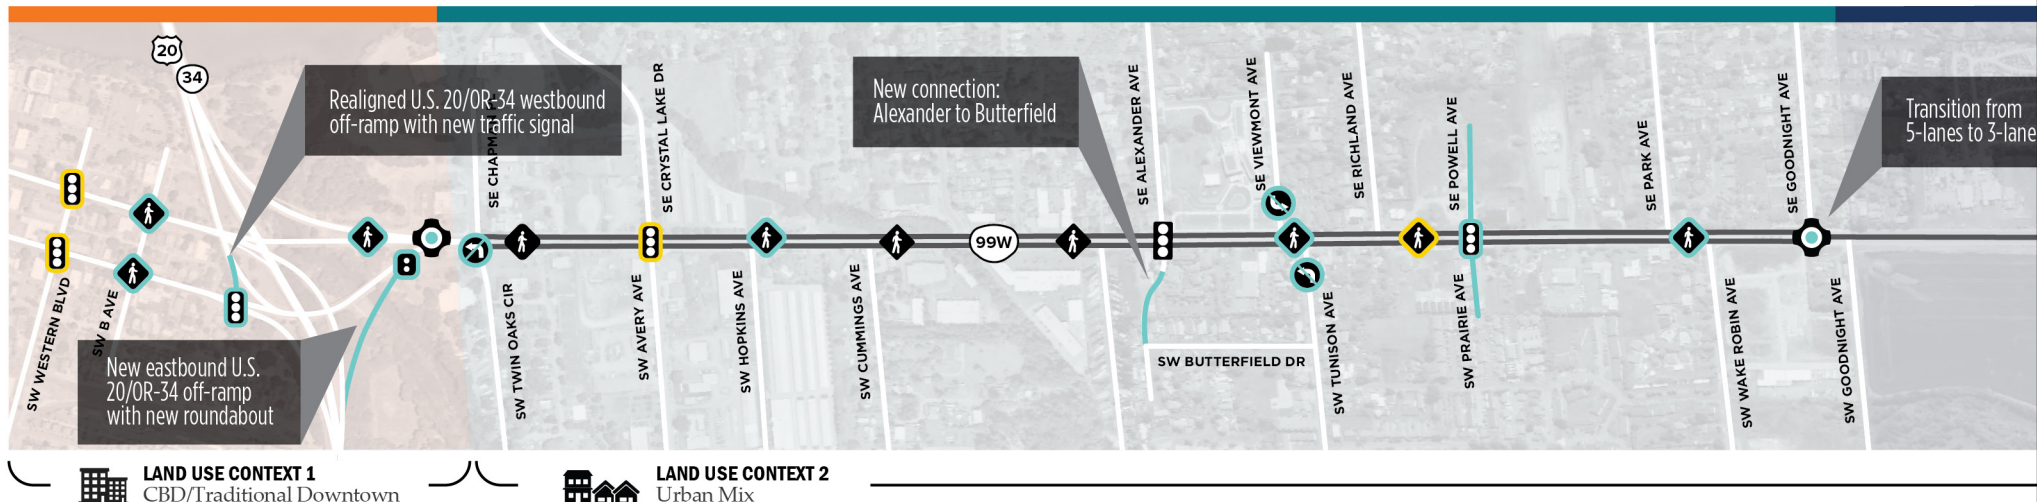 20
34
Realigned U.S. 20/OR-34 westbound
off-ramp with new traffic signal
New connection:
Alexander to Butterfield
Transition from
5-lanes to 3-lane
SE CRYSTAL LAKE DR
SE ALEXANDER AVE
SE VIEWMONT AVE
SE RICHLAND AVE
SE POWELL AVE
SE PARK AVE
SE GOODNIGHT AVE
99W
SW WESTERN BLVD
SW B AVE
SW TWIN OAKS CIR
SW AVERY AVE
SW HOPKINS AVE
SW CUMMINGS AVE
SW BUTTERFIELD DR
SW TUNISON AVE
SW PRAIRIE AVE
SW WAKE ROBIN AVE
SW GOODNIGHT AVE
New eastbound U.S.
20/OR-34 off-ramp
with new roundabout
LAND USE CONTEXT 1
CBD/Traditional Downtown
LAND USE CONTEXT 2
Urban Mix